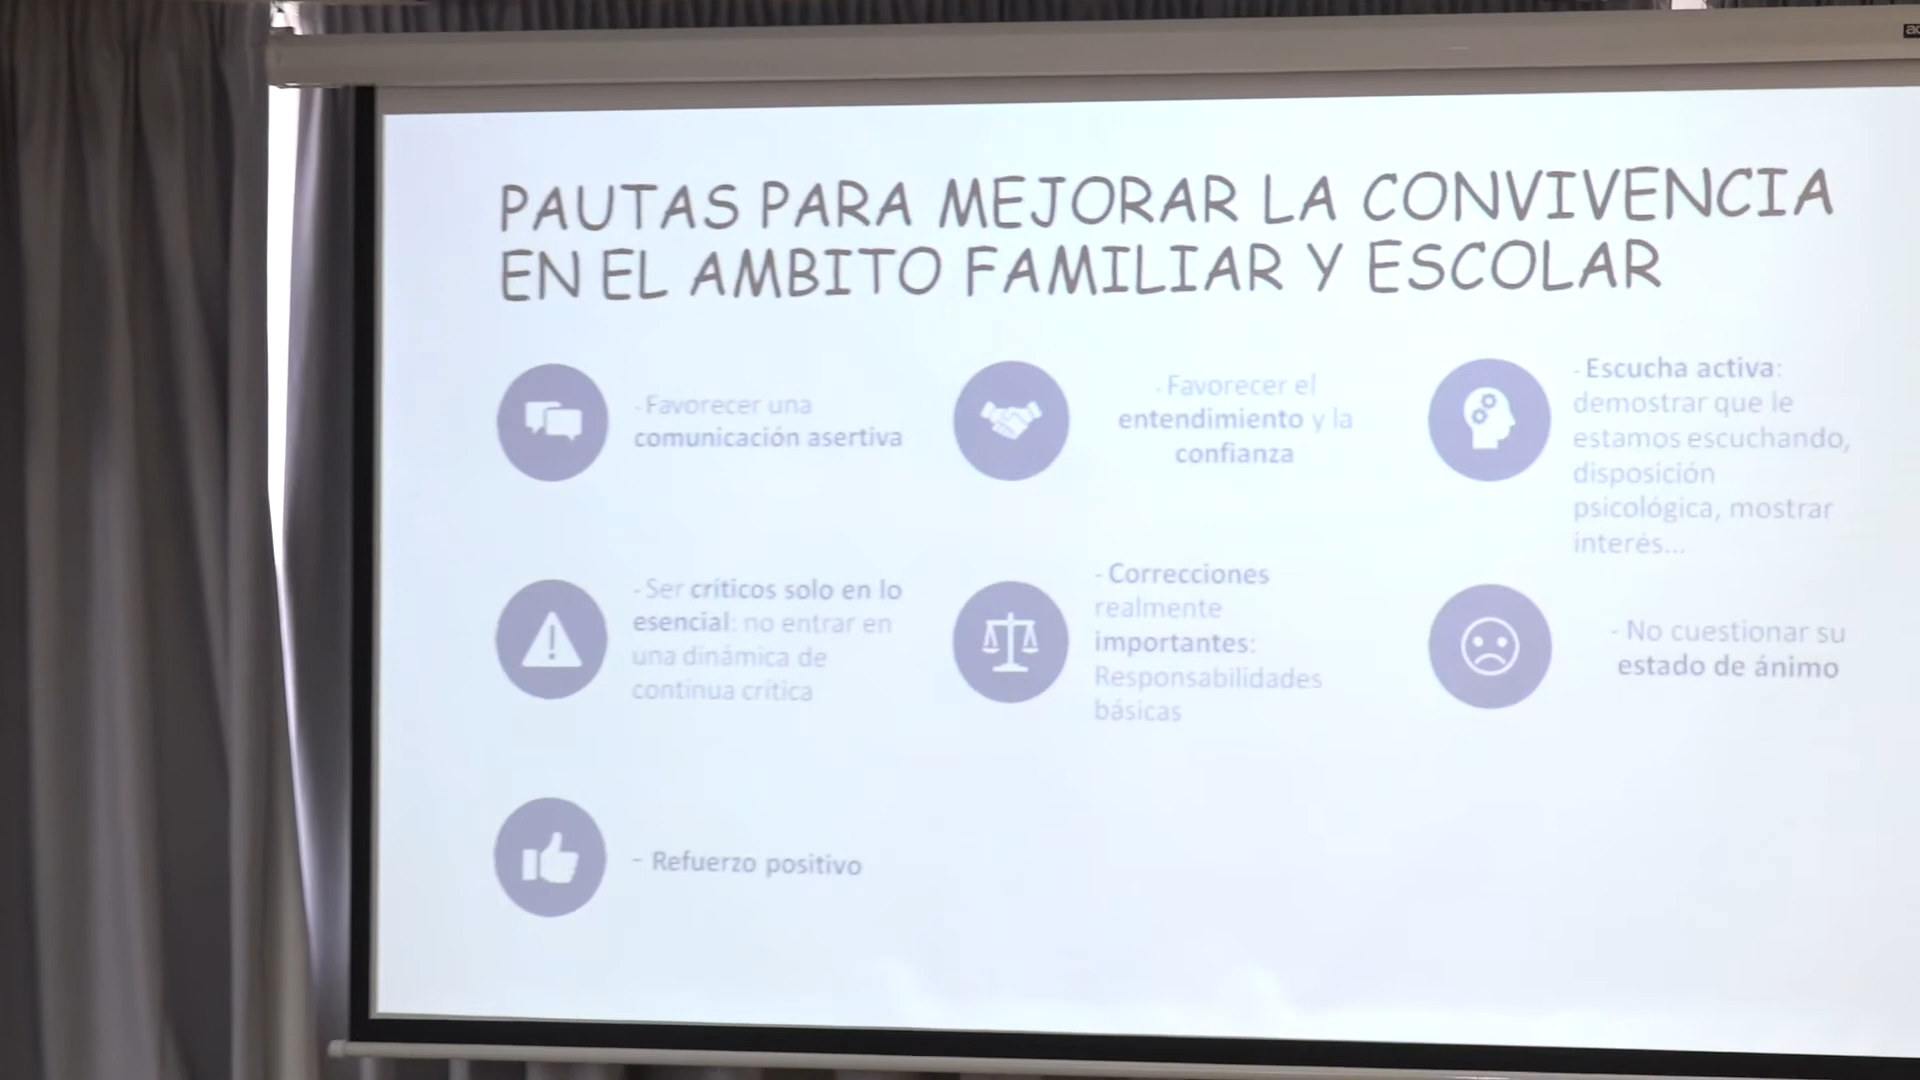 PAUTAS PARA MEJORAR LA CONVIVENCIA
EN EL AMBITO FAMILIAR Y ESCOLAR
- Favorecer una
comunicación asertiva
- Favorecer el
entendimiento y la
confianza
- Escucha activa:
demostrar que le
estamos escuchando,
disposición
psicológica, mostrar
interés...
- Ser críticos solo en lo
esencial: no entrar en
una dinámica de
continua crítica
- Correcciones
realmente
importantes:
Responsabilidades
básicas
- No cuestionar su
estado de ánimo
- Refuerzo positivo